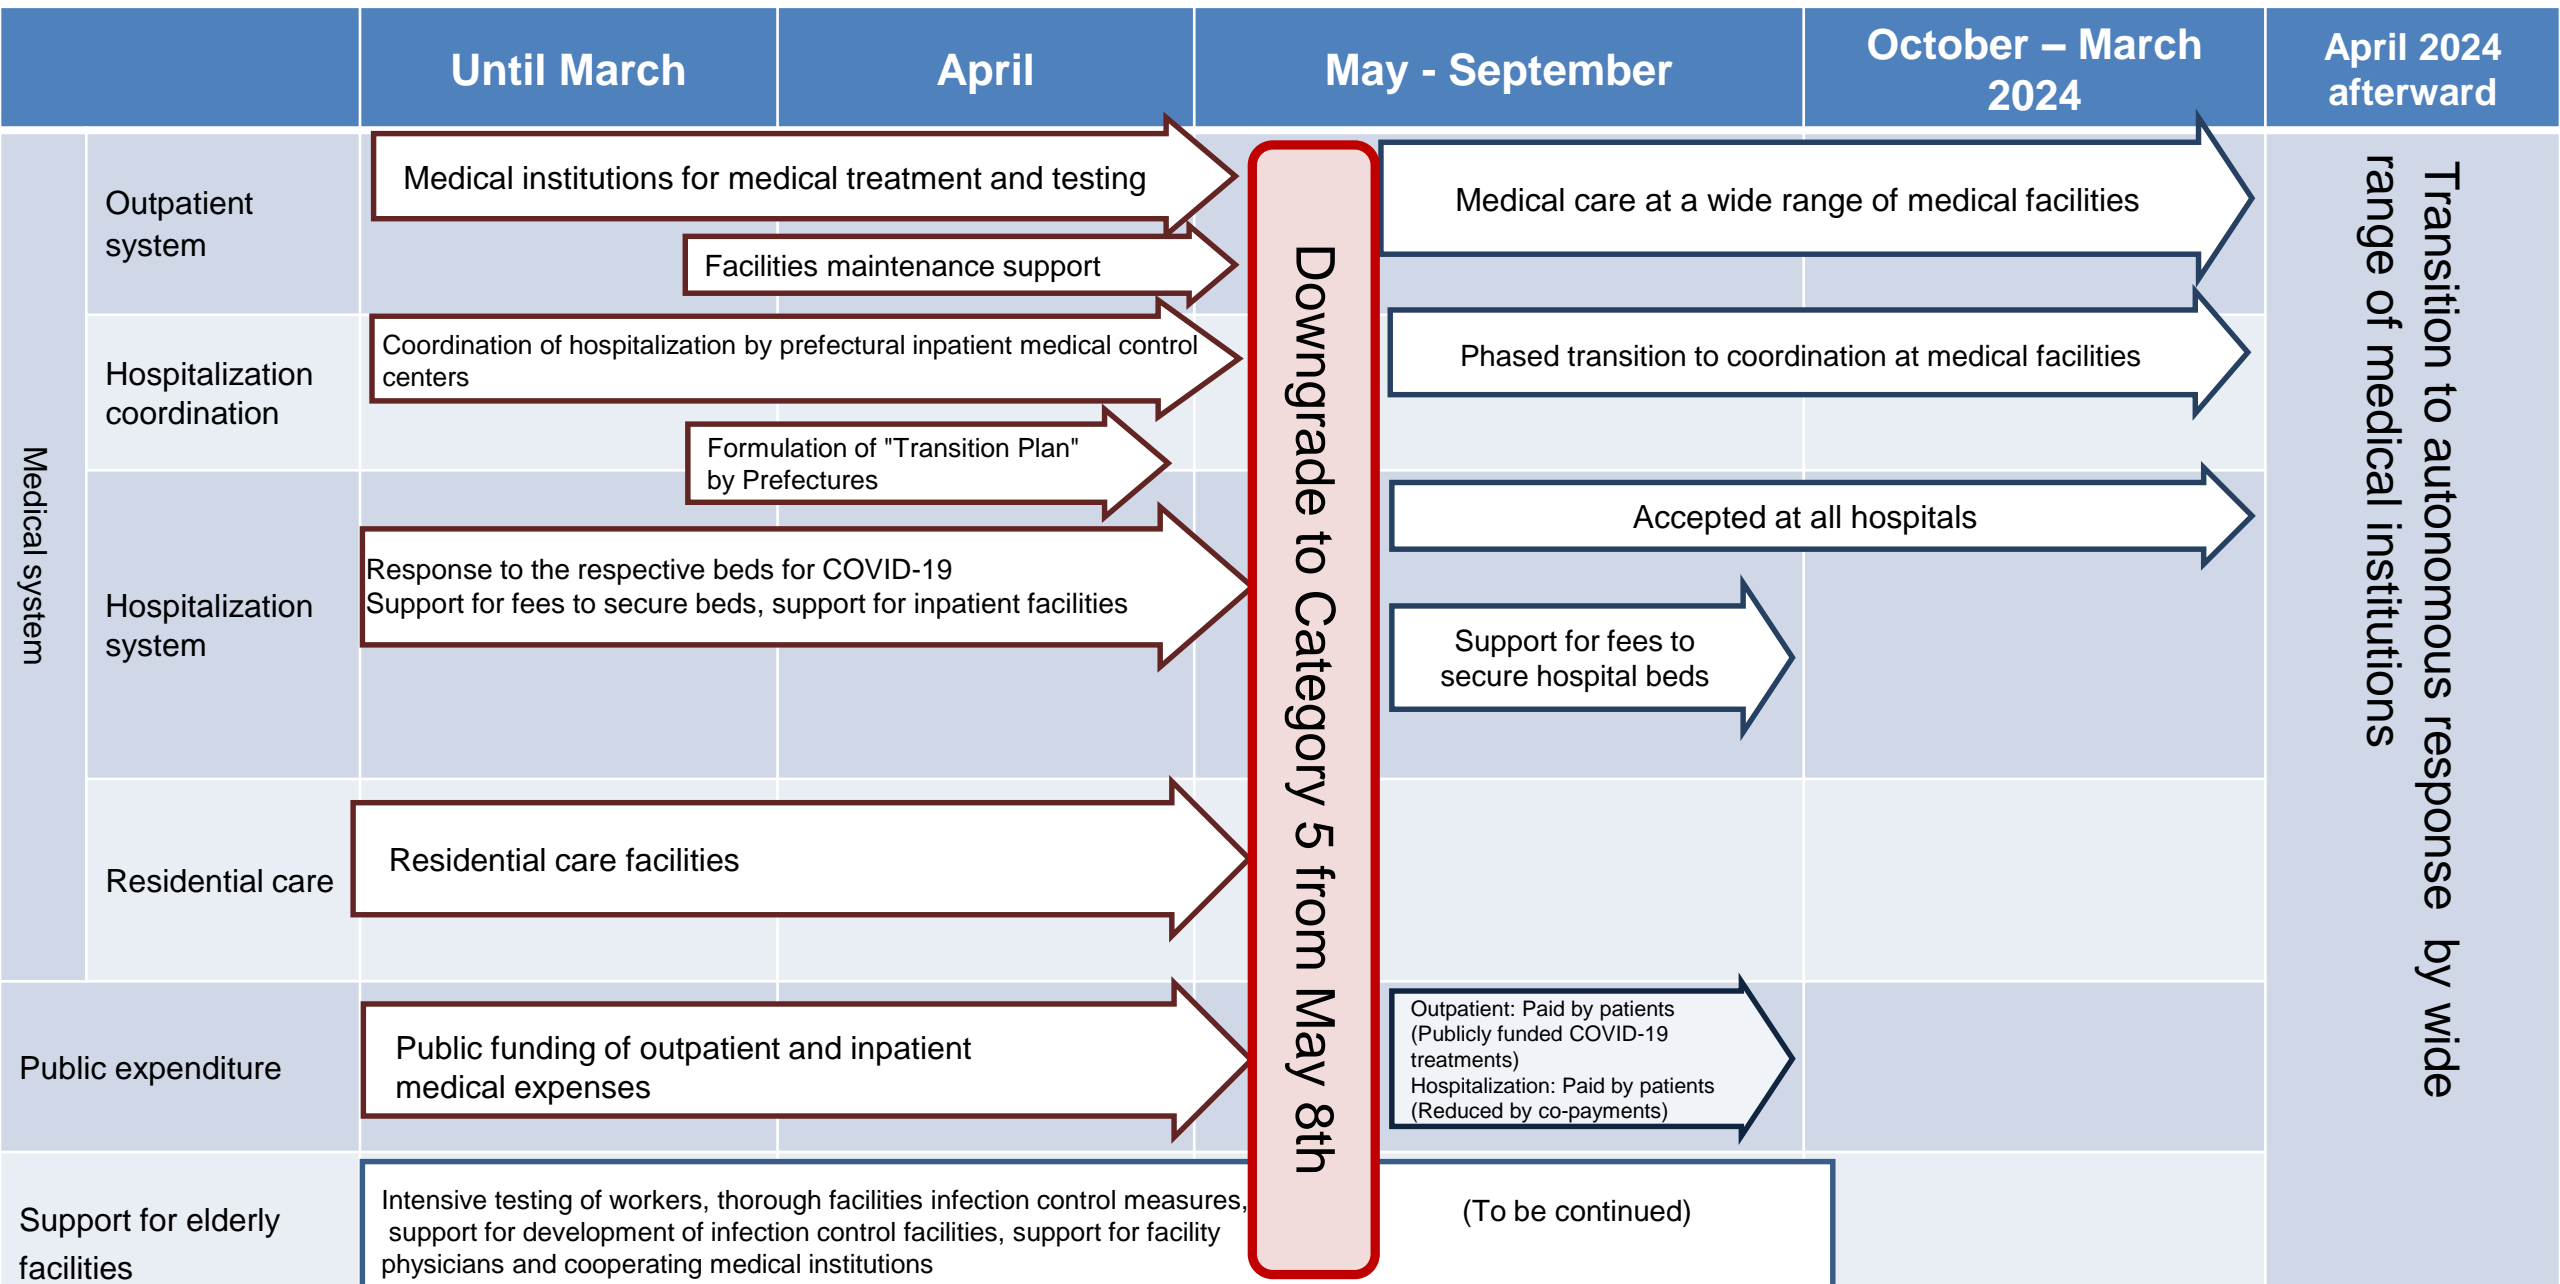 Until March
April
May - September
October – March
2024
April 2024
afterward
Medical system
Outpatient
system
Medical institutions for medical treatment and testing
Facilities maintenance support
Medical care at a wide range of medical facilities
Hospitalization
coordination
Coordination of hospitalization by prefectural inpatient medical control
centers
Formulation of "Transition Plan"
by Prefectures
Phased transition to coordination at medical facilities
Hospitalization
system
Response to the respective beds for COVID-19
Support for fees to secure beds, support for inpatient facilities
Accepted at all hospitals
Support for fees to
secure hospital beds
Residential care
Residential care facilities
Public expenditure
Public funding of outpatient and inpatient
medical expenses
Outpatient: Paid by patients
(Publicly funded COVID-19
treatments)
Hospitalization: Paid by patients
(Reduced by co-payments)
Support for elderly
facilities
Intensive testing of workers, thorough facilities infection control measures,
support for development of infection control facilities, support for facility
physicians and cooperating medical institutions
(To be continued)
Downgrade to Category 5 from May 8th
Transition to autonomous response by wide
range of medical institutions